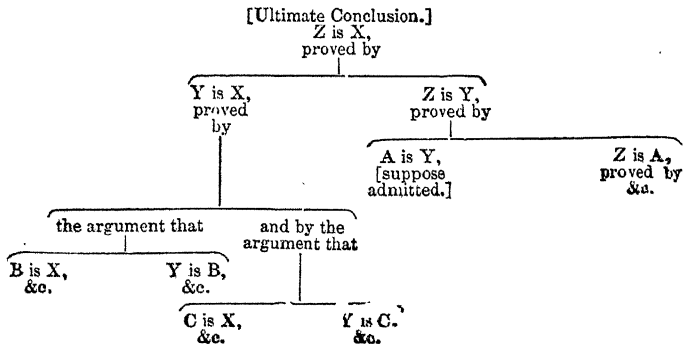 [Ultimate Conclusion.]
Z is X,
proved by
Y is X,
proved
by
Z is Y,
proved by
A is Y,
[suppose
admitted.]
Z is A,
proved by
&c.
the argument that
and by the
argument that
B is X,
&c.
Y is B,
&c.
C is X,
&c.
Y is C.
&c.